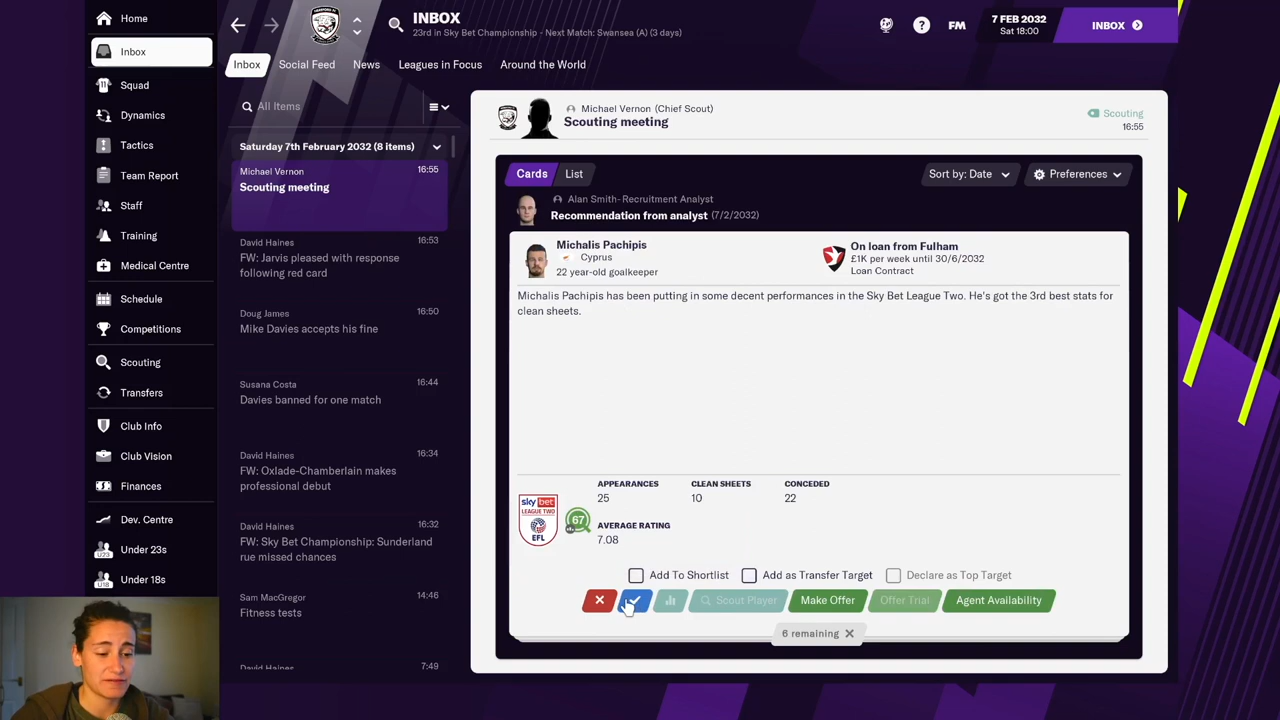 Home
Inbox
Squad
Dynamics
Tactics
Team Report
Staff
Training
Medical Centre
Schedule
Competitions
Scouting
Transfers
Club Info
Club Vision
Finances
Dev. Centre
Under 23s
Under 18s
INBOX
23rd in Sky Bet Championship - Next Match: Swansea (A) (3 days)
FM
7 FEB 2032
Sat 18:00
INBOX
Inbox
Social Feed
News
Leagues in Focus
Around the World
All Items
Saturday 7th February 2032 (8 items)
Michael Vernon 16:55
Scouting meeting
David Haines 16:53
FW: Jarvis pleased with response
following red card
Doug James 16:50
Mike Davies accepts his fine
Susana Costa 16:44
Davies banned for one match
David Haines 16:34
FW: Oxlade-Chamberlain makes
professional debut
David Haines 16:32
FW: Sky Bet Championship: Sunderland
rue missed chances
Sam MacGregor 14:46
Fitness tests
David Haines 7:49
Michael Vernon (Chief Scout)
Scouting meeting
Scouting
16:55
Cards
List
Sort by: Date
Preferences
Alan Smith- Recruitment Analyst
Recommendation from analyst (7/2/2032)
Michalis Pachipis
Cyprus
22 year-old goalkeeper
On loan from Fulham
£1K per week until 30/6/2032
Loan Contract
Michalis Pachipis has been putting in some decent performances in the Sky Bet League Two. He's got the 3rd best stats for
clean sheets.
APPEARANCES CLEAN SHEETS CONCEDED
25 10 22
sky bet
LEAGUE TWO
EFL
67
AVERAGE RATING
7.08
Add To Shortlist
Add as Transfer Target
Declare as Top Target
Scout Player
Make Offer
Offer Trial
Agent Availability
6 remaining